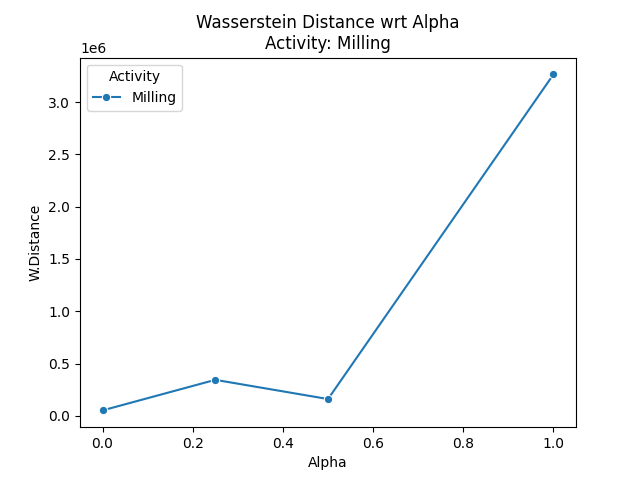 Wasserstein Distance wrt Alpha
Activity: Milling
1e6
Activity
Milling
3.0
2.5
2.0
1.5
1.0
0.5
0.0
W.Distance
0.0 0.2 0.4 0.6 0.8 1.0
Alpha